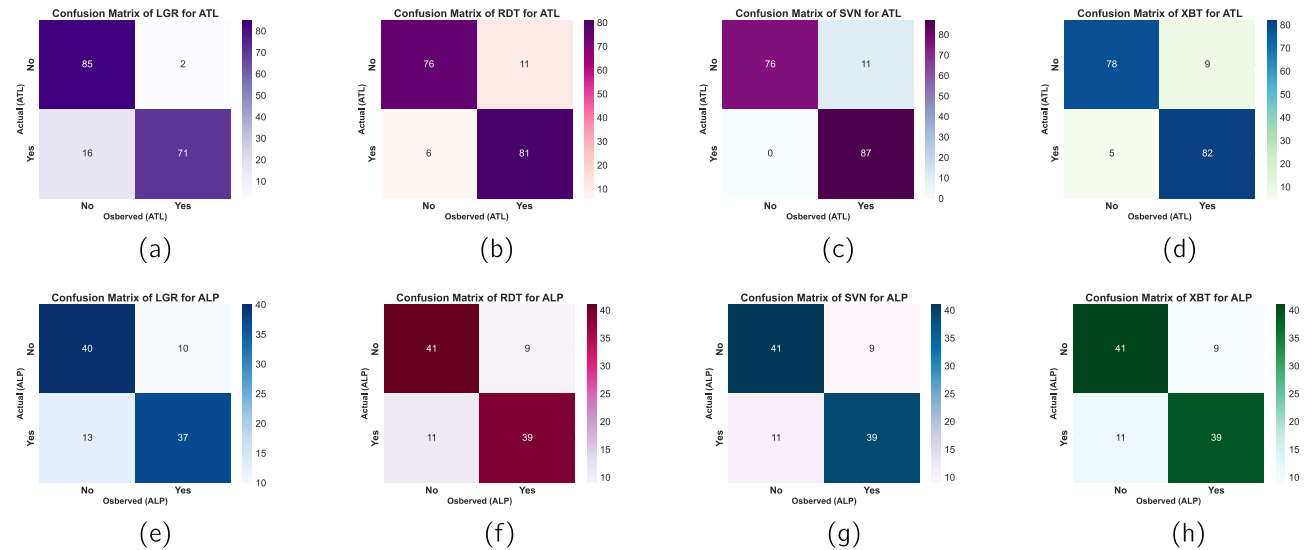 Confusion Matrix of LGR for ATL
Actual (ATL)
No
Yes
85
2
16
71
No
Yes
Osberved (ATL)
80
70
60
50
40
30
20
10
(a)
Confusion Matrix of RDT for ATL
Actual (ATL)
No
Yes
76
11
6
81
No
Yes
Osberved (ATL)
80
70
60
50
40
30
20
10
(b)
Confusion Matrix of SVN for ATL
Actual (ATL)
No
Yes
76
11
0
87
No
Yes
Osberved (ATL)
80
70
60
50
40
30
20
10
0
(c)
Confusion Matrix of XBT for ATL
Actual (ATL)
No
Yes
78
9
5
82
No
Yes
Osberved (ATL)
80
70
60
50
40
30
20
10
(d)
Confusion Matrix of LGR for ALP
Actual (ALP)
No
Yes
40
10
13
37
No
Yes
Osberved (ALP)
40
35
30
25
20
15
10
(e)
Confusion Matrix of RDT for ALP
Actual (ALP)
No
Yes
41
9
11
39
No
Yes
Osberved (ALP)
40
35
30
25
20
15
10
(f)
Confusion Matrix of SVN for ALP
Actual (ALP)
No
Yes
41
9
11
39
No
Yes
Osberved (ALP)
40
35
30
25
20
15
10
(g)
Confusion Matrix of XBT for ALP
Actual (ALP)
No
Yes
41
9
11
39
No
Yes
Osberved (ALP)
40
35
30
25
20
15
10
(h)